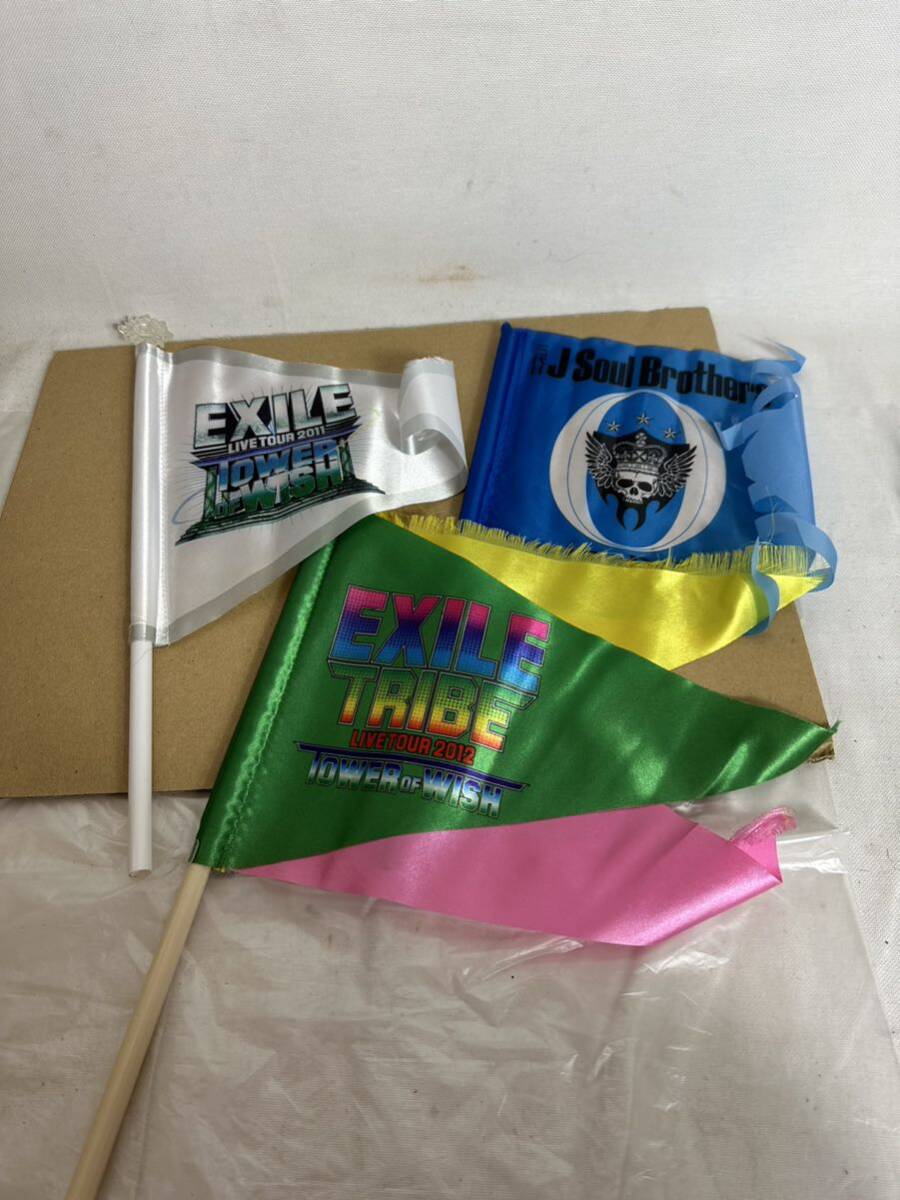 EXILE
LIVE TOUR 2011
TOWER
OF WISH
J Soul Brothers
EXILE
TRIBE
LIVE TOUR 2012
TOWER OF WISH